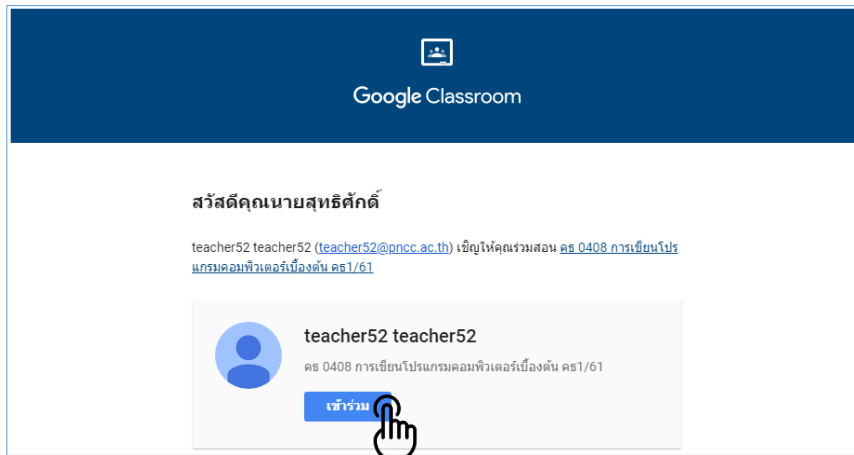 Google Classroom
สวัสดีคุณนายสุทธิศักดิ์
teacher52 teacher52 (teacher52@pncc.ac.th) เชิญให้คุณร่วมสอน คธ 0408 การเขียนโปร
แกรมคอมพิวเตอร์เบื้องต้น คธ1/61
teacher52 teacher52
คธ 0408 การเขียนโปรแกรมคอมพิวเตอร์เบื้องต้น คธ1/61
เข้าร่วม